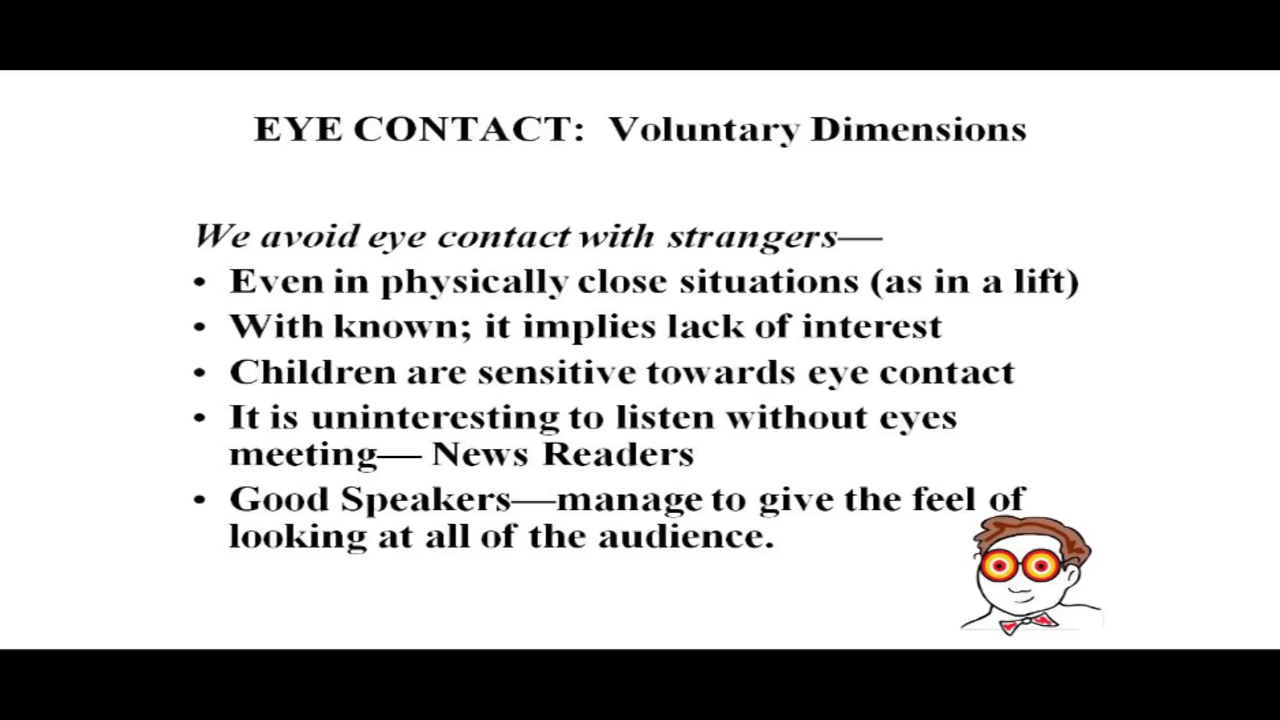 EYE CONTACT: Voluntary Dimensions
We avoid eye contact with strangers—
• Even in physically close situations (as in a lift)
• With known; it implies lack of interest
• Children are sensitive towards eye contact
• It is uninteresting to listen without eyes
meeting— News Readers
• Good Speakers—manage to give the feel of
looking at all of the audience.